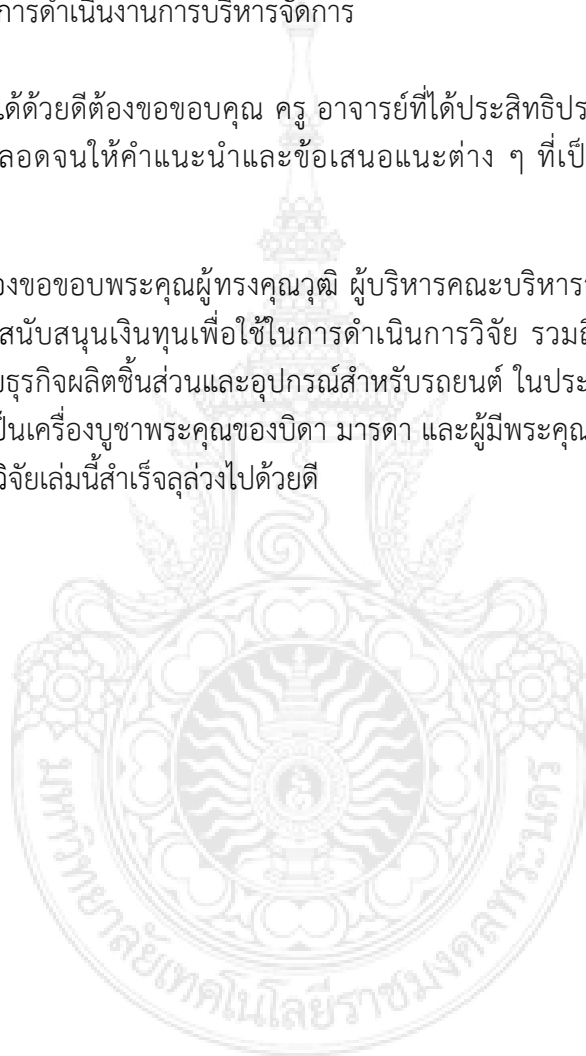 การดำเนินงานการบริหารจัดการ
ได้ด้วยดีต้องขอขอบคุณ ครู อาจารย์ที่ได้ประสิทธิประ
ลอดจนให้คำแนะนำและข้อเสนอแนะต่าง ๆ ที่เป็
องขอขอบพระคุณผู้ทรงคุณวุฒิ ผู้บริหารคณะบริหาร
สนับสนุนเงินทุนเพื่อใช้ในการดำเนินการวิจัย รวมถึ
ธุรกิจผลิตชิ้นส่วนและอุปกรณ์สำหรับรถยนต์ ในประ
ป็นเครื่องบูชาพระคุณของบิดา มารดา และผู้มีพระคุณ
วิจัยเล่มนี้สำเร็จลุล่วงไปด้วยดี
มหาวิทยาลัยเทคโนโลยีราชมงคลพระนคร